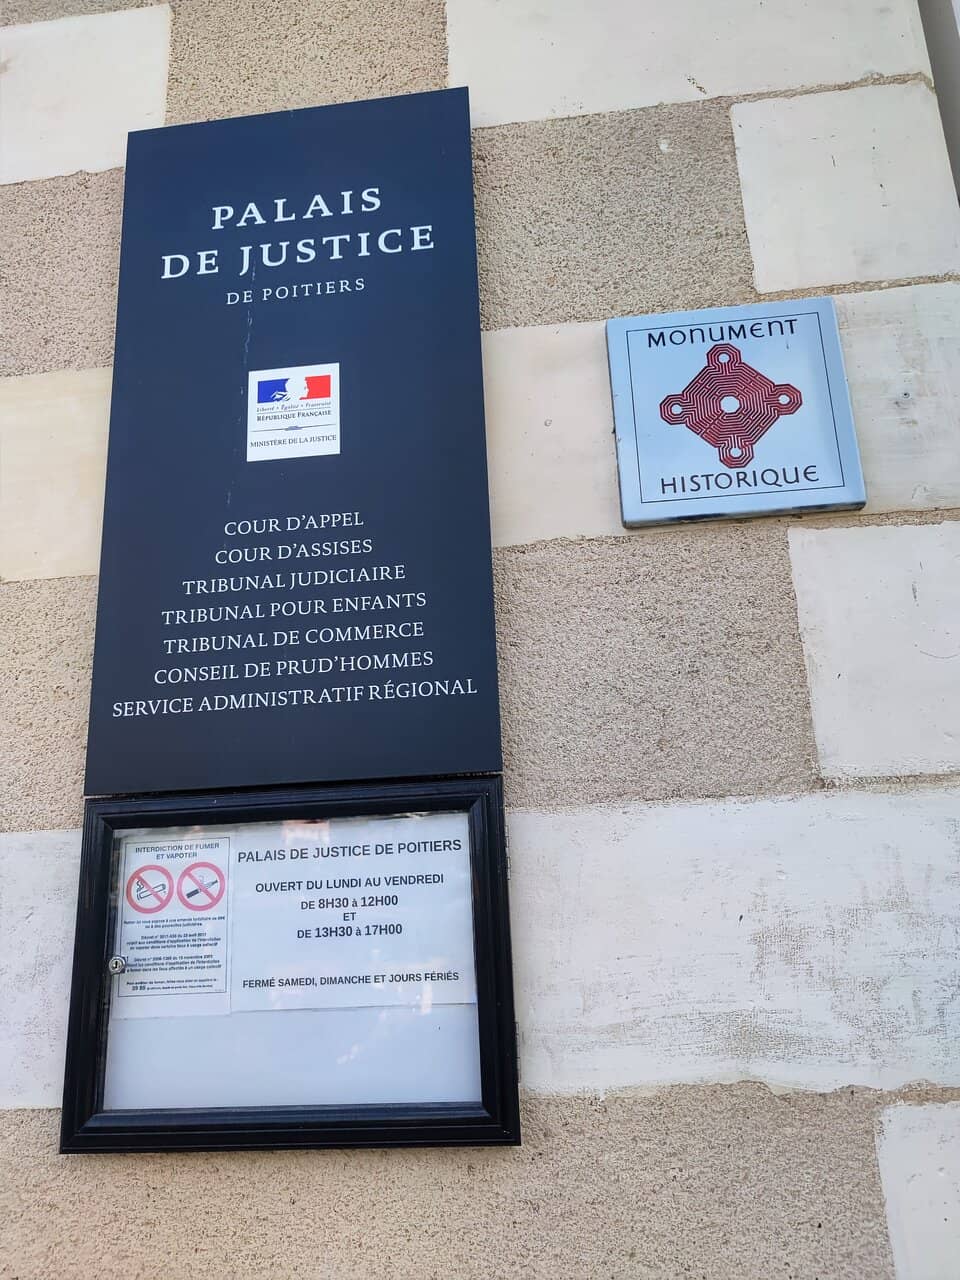 PALAIS
DE JUSTICE
DE POITIERS
Liberté • Égalité • Fraternité
RÉPUBLIQUE FRANÇAISE
MINISTÈRE DE LA JUSTICE
COUR D'APPEL
COUR D'ASSISES
TRIBUNAL JUDICIAIRE
TRIBUNAL POUR ENFANTS
TRIBUNAL DE COMMERCE
CONSEIL DE PRUD'HOMMES
SERVICE ADMINISTRATIF RÉGIONAL
MONUMENT
HISTORIQUE
INTERDICTION DE FUMER
ET VAPOTER
PALAIS DE JUSTICE DE POITIERS
OUVERT DU LUNDI AU VENDREDI
DE 8H30 à 12H00
ET
DE 13H30 à 17H00
FERMÉ SAMEDI, DIMANCHE ET JOURS FÉRIÉS